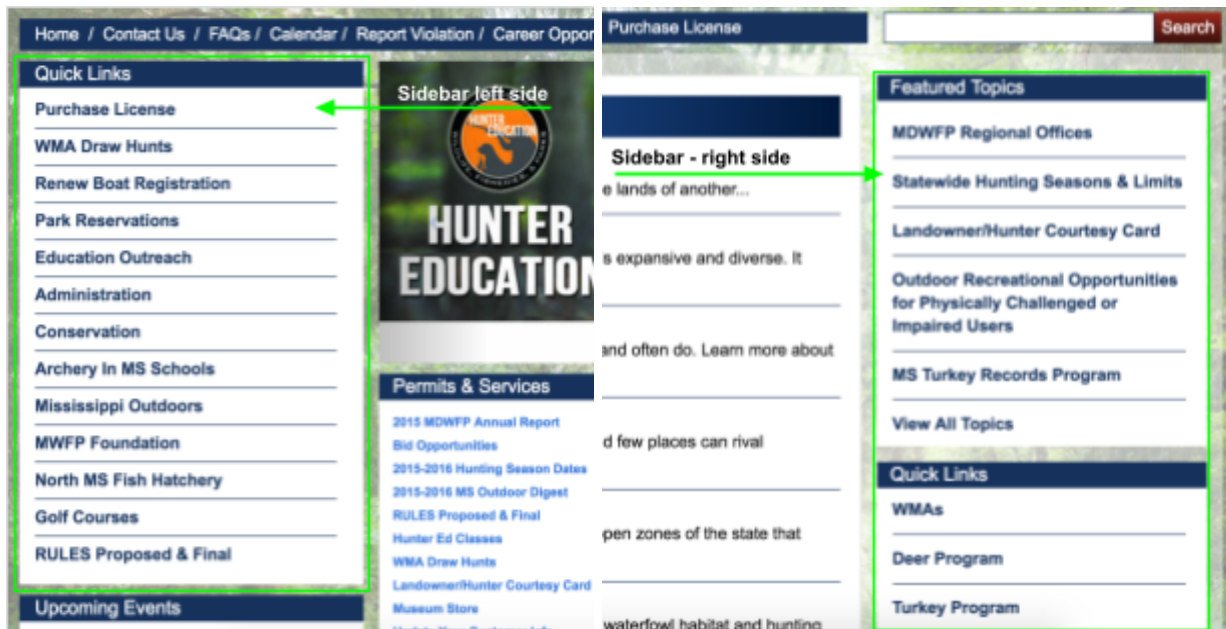 Home / Contact Us / FAQs / Calendar / Report Violation / Career Oppor
Quick Links
Purchase License
WMA Draw Hunts
Renew Boat Registration
Park Reservations
Education Outreach
Administration
Conservation
Archery In MS Schools
Mississippi Outdoors
MWFP Foundation
North MS Fish Hatchery
Golf Courses
RULES Proposed & Final
Upcoming Events
Sidebar left side
HUNTER
EDUCATION
HUNTER
EDUCATION
Permits & Services
2015 MDWFP Annual Report
Bid Opportunities
2015-2016 Hunting Season Dates
2015-2016 MS Outdoor Digest
RULES Proposed & Final
Hunter Ed Classes
WMA Draw Hunts
Landowner/Hunter Courtesy Card
Museum Store
Purchase License
Search
Sidebar - right side
e lands of another...
s expansive and diverse. It
and often do. Learn more about
d few places can rival
open zones of the state that
waterfowl habitat and hunting
Featured Topics
MDWFP Regional Offices
Statewide Hunting Seasons & Limits
Landowner/Hunter Courtesy Card
Outdoor Recreational Opportunities
for Physically Challenged or
Impaired Users
MS Turkey Records Program
View All Topics
Quick Links
WMAs
Deer Program
Turkey Program